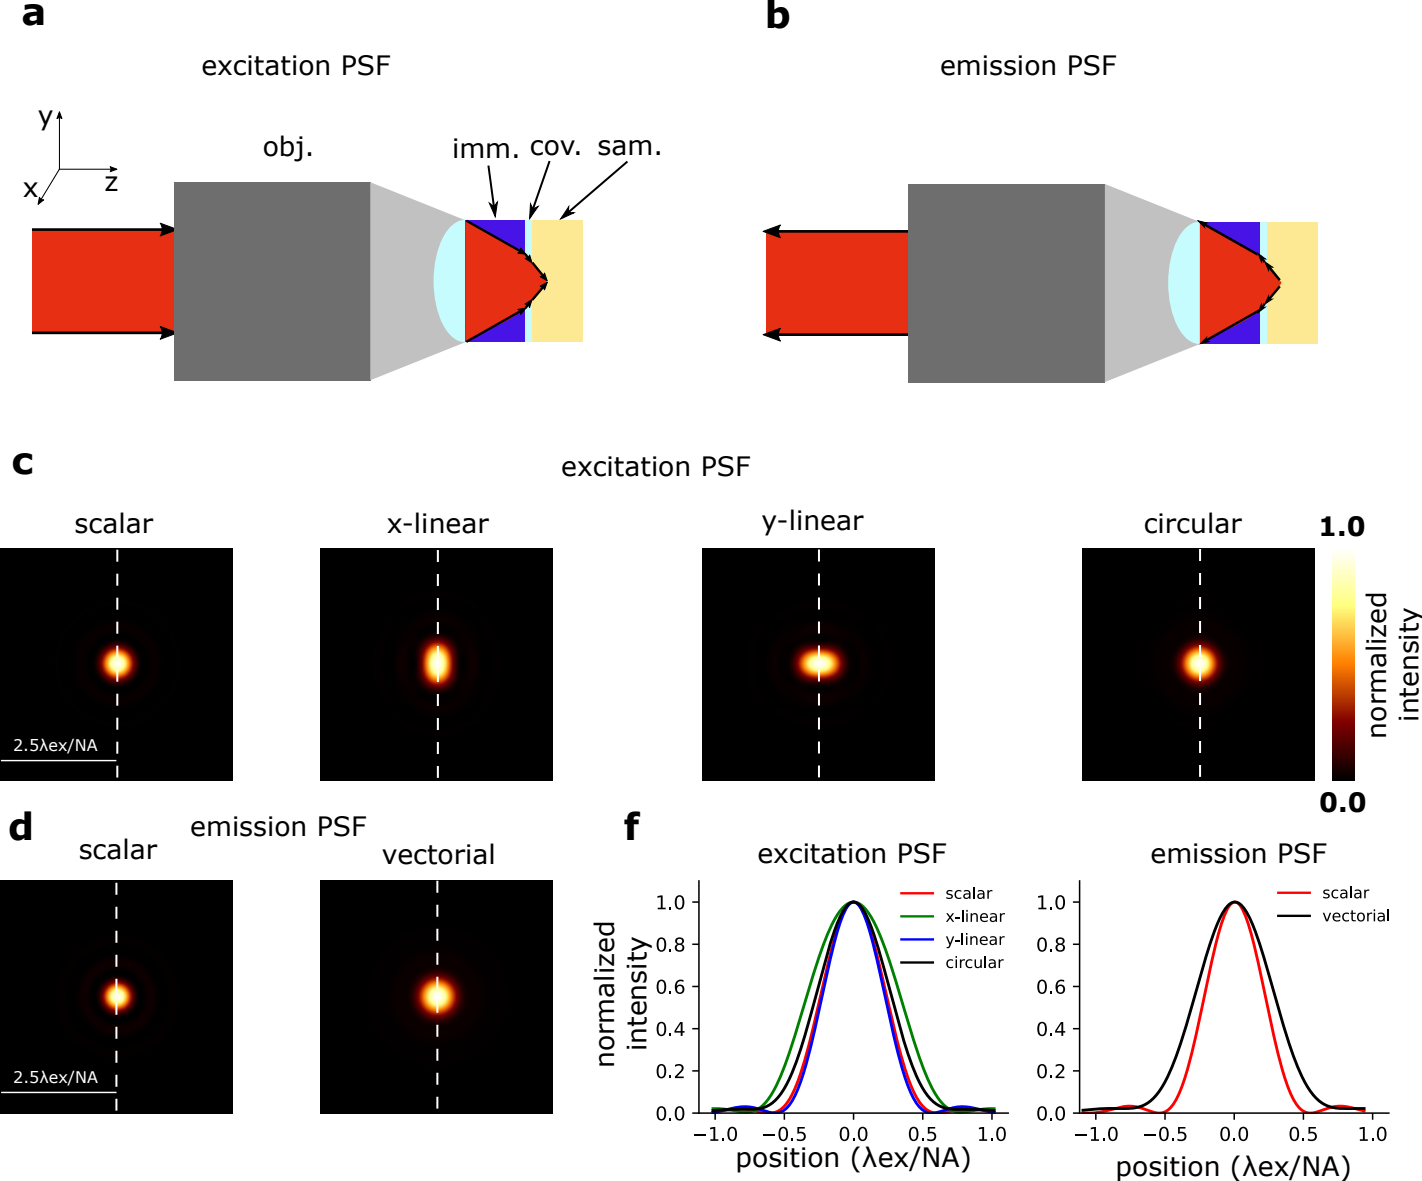 a
b
excitation PSF
emission PSF
y
x
z
obj.
imm.
cov.
sam.
c
excitation PSF
scalar
x-linear
y-linear
circular
1.0
2.5λex/NA
normalized
intensity
0.0
d
emission PSF
scalar
vectorial
2.5λex/NA
f
excitation PSF
emission PSF
normalized
intensity
1.0
0.8
0.6
0.4
0.2
0.0
scalar
x-linear
y-linear
circular
−1.0
−0.5
0.0
0.5
1.0
position (λex/NA)
1.0
0.8
0.6
0.4
0.2
0.0
scalar
vectorial
−1.0
−0.5
0.0
0.5
1.0
position (λex/NA)